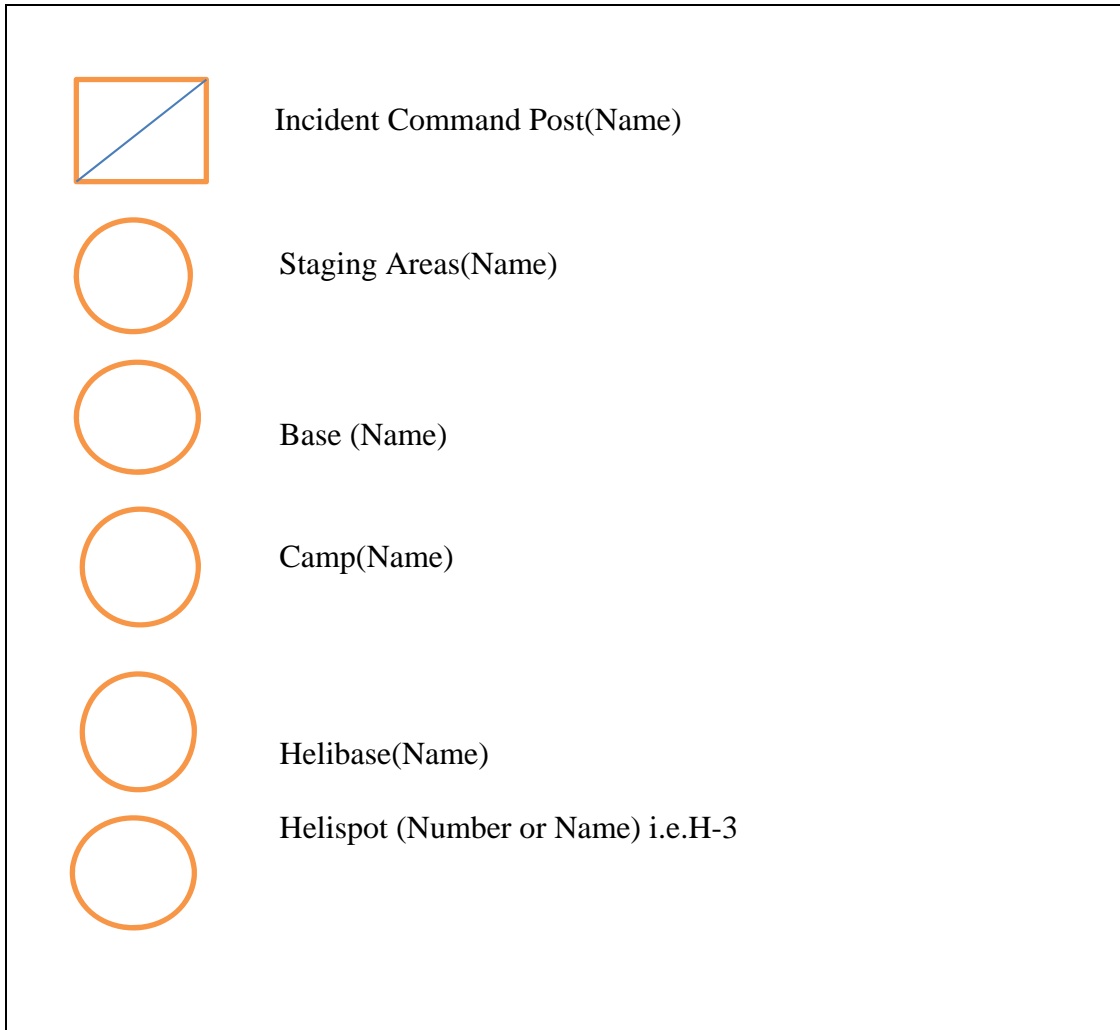 Incident Command Post(Name)
Staging Areas(Name)
Base (Name)
Camp(Name)
Helibase(Name)
Helispot (Number or Name) i.e.H-3